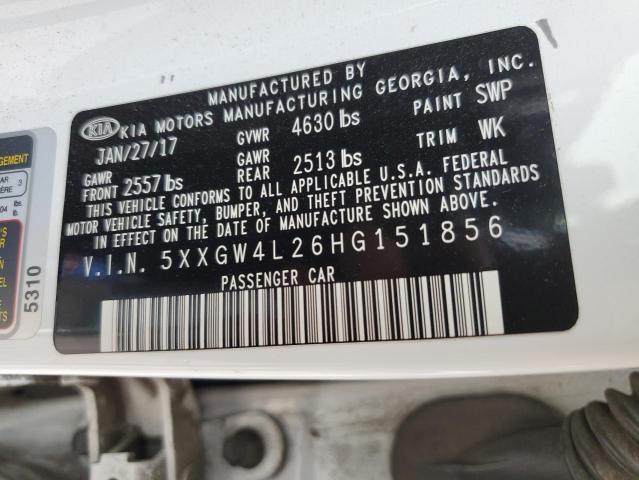 MANUFACTURED BY
KIA KIA MOTORS MANUFACTURING GEORGIA, INC.
JAN/27/17 GVWR 4630 lbs PAINT SWP
GAWR FRONT 2557 lbs GAWR REAR 2513 lbs TRIM WK
THIS VEHICLE CONFORMS TO ALL APPLICABLE U.S.A. FEDERAL
MOTOR VEHICLE SAFETY, BUMPER, AND THEFT PREVENTION STANDARDS
IN EFFECT ON THE DATE OF MANUFACTURE SHOWN ABOVE.
V.I.N. 5XXGW4L26HG151856
PASSENGER CAR
5310